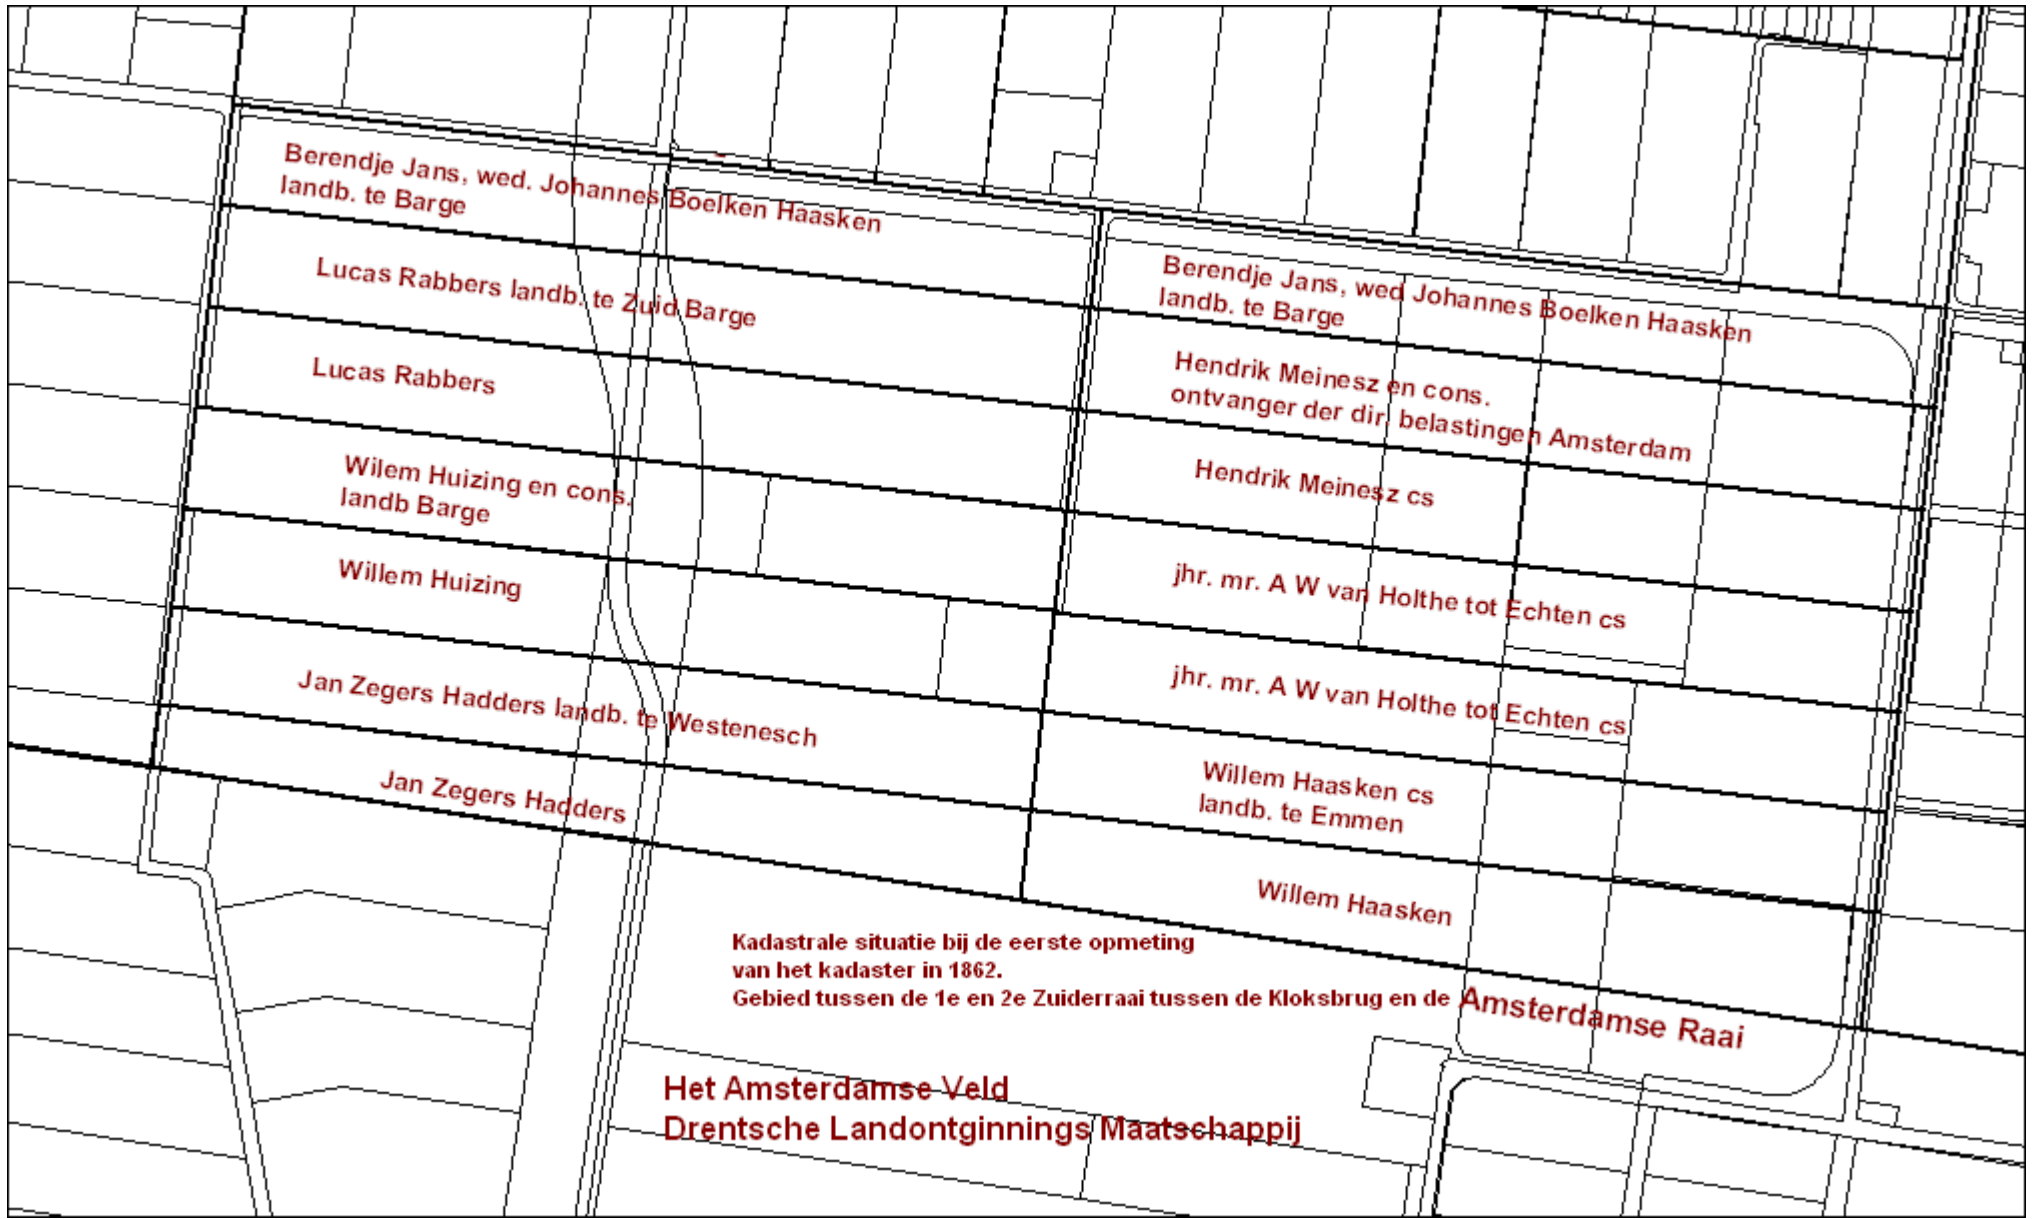 Berendje Jans, wed. Johannes Boelken Haasken
landb. te Barge
Lucas Rabbers landb. te Zuid Barge
Lucas Rabbers
Wilem Huizing en cons.
landb Barge
Willem Huizing
Jan Zegers Hadders landb. te Westenesch
Jan Zegers Hadders
Berendje Jans, wed Johannes Boelken Haasken
landb. te Barge
Hendrik Meinesz en cons.
ontvanger der dir. belastingen Amsterdam
Hendrik Meinesz cs
jhr. mr. A W van Holthe tot Echten cs
jhr. mr. A W van Holthe tot Echten cs
Willem Haasken cs
landb. te Emmen
Willem Haasken
Kadastrale situatie bij de eerste opmeting
van het kadaster in 1862.
Gebied tussen de 1e en 2e Zuiderraai tussen de Kloksbrug en de Amsterdamse Raai
Het Amsterdamse Veld
Drentsche Landontginnings Maatschappij